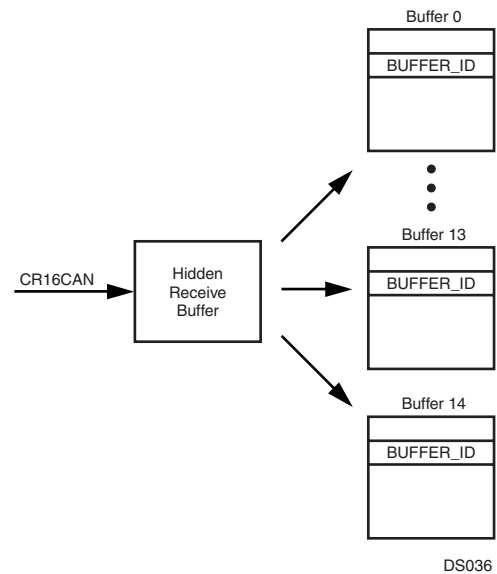 Buffer 0
BUFFER_ID
Buffer 13
CR16CAN
Hidden
Receive
Buffer
BUFFER_ID
Buffer 14
BUFFER_ID
DS036